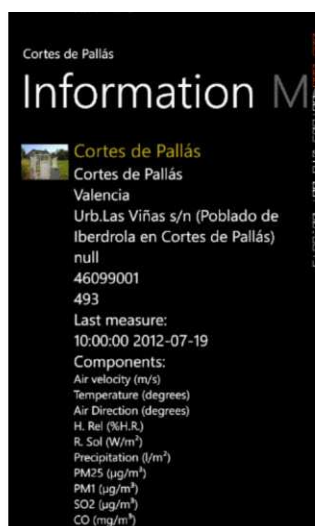 Cortes de Pallás
Information M
Cortes de Pallás
Cortes de Pallás
Valencia
Urb.Las Viñas s/n (Poblado de
Iberdrola en Cortes de Pallás)
null
46099001
493
Last measure:
10:00:00 2012-07-19
Components:
Air velocity (m/s)
Temperature (degrees)
Air Direction (degrees)
H. Rel (%H.R.)
R. Sol (W/m²)
Precipitation (l/m²)
PM25 (µg/m³)
PM1 (µg/m³)
SO2 (µg/m³)
CO (mg/m³)